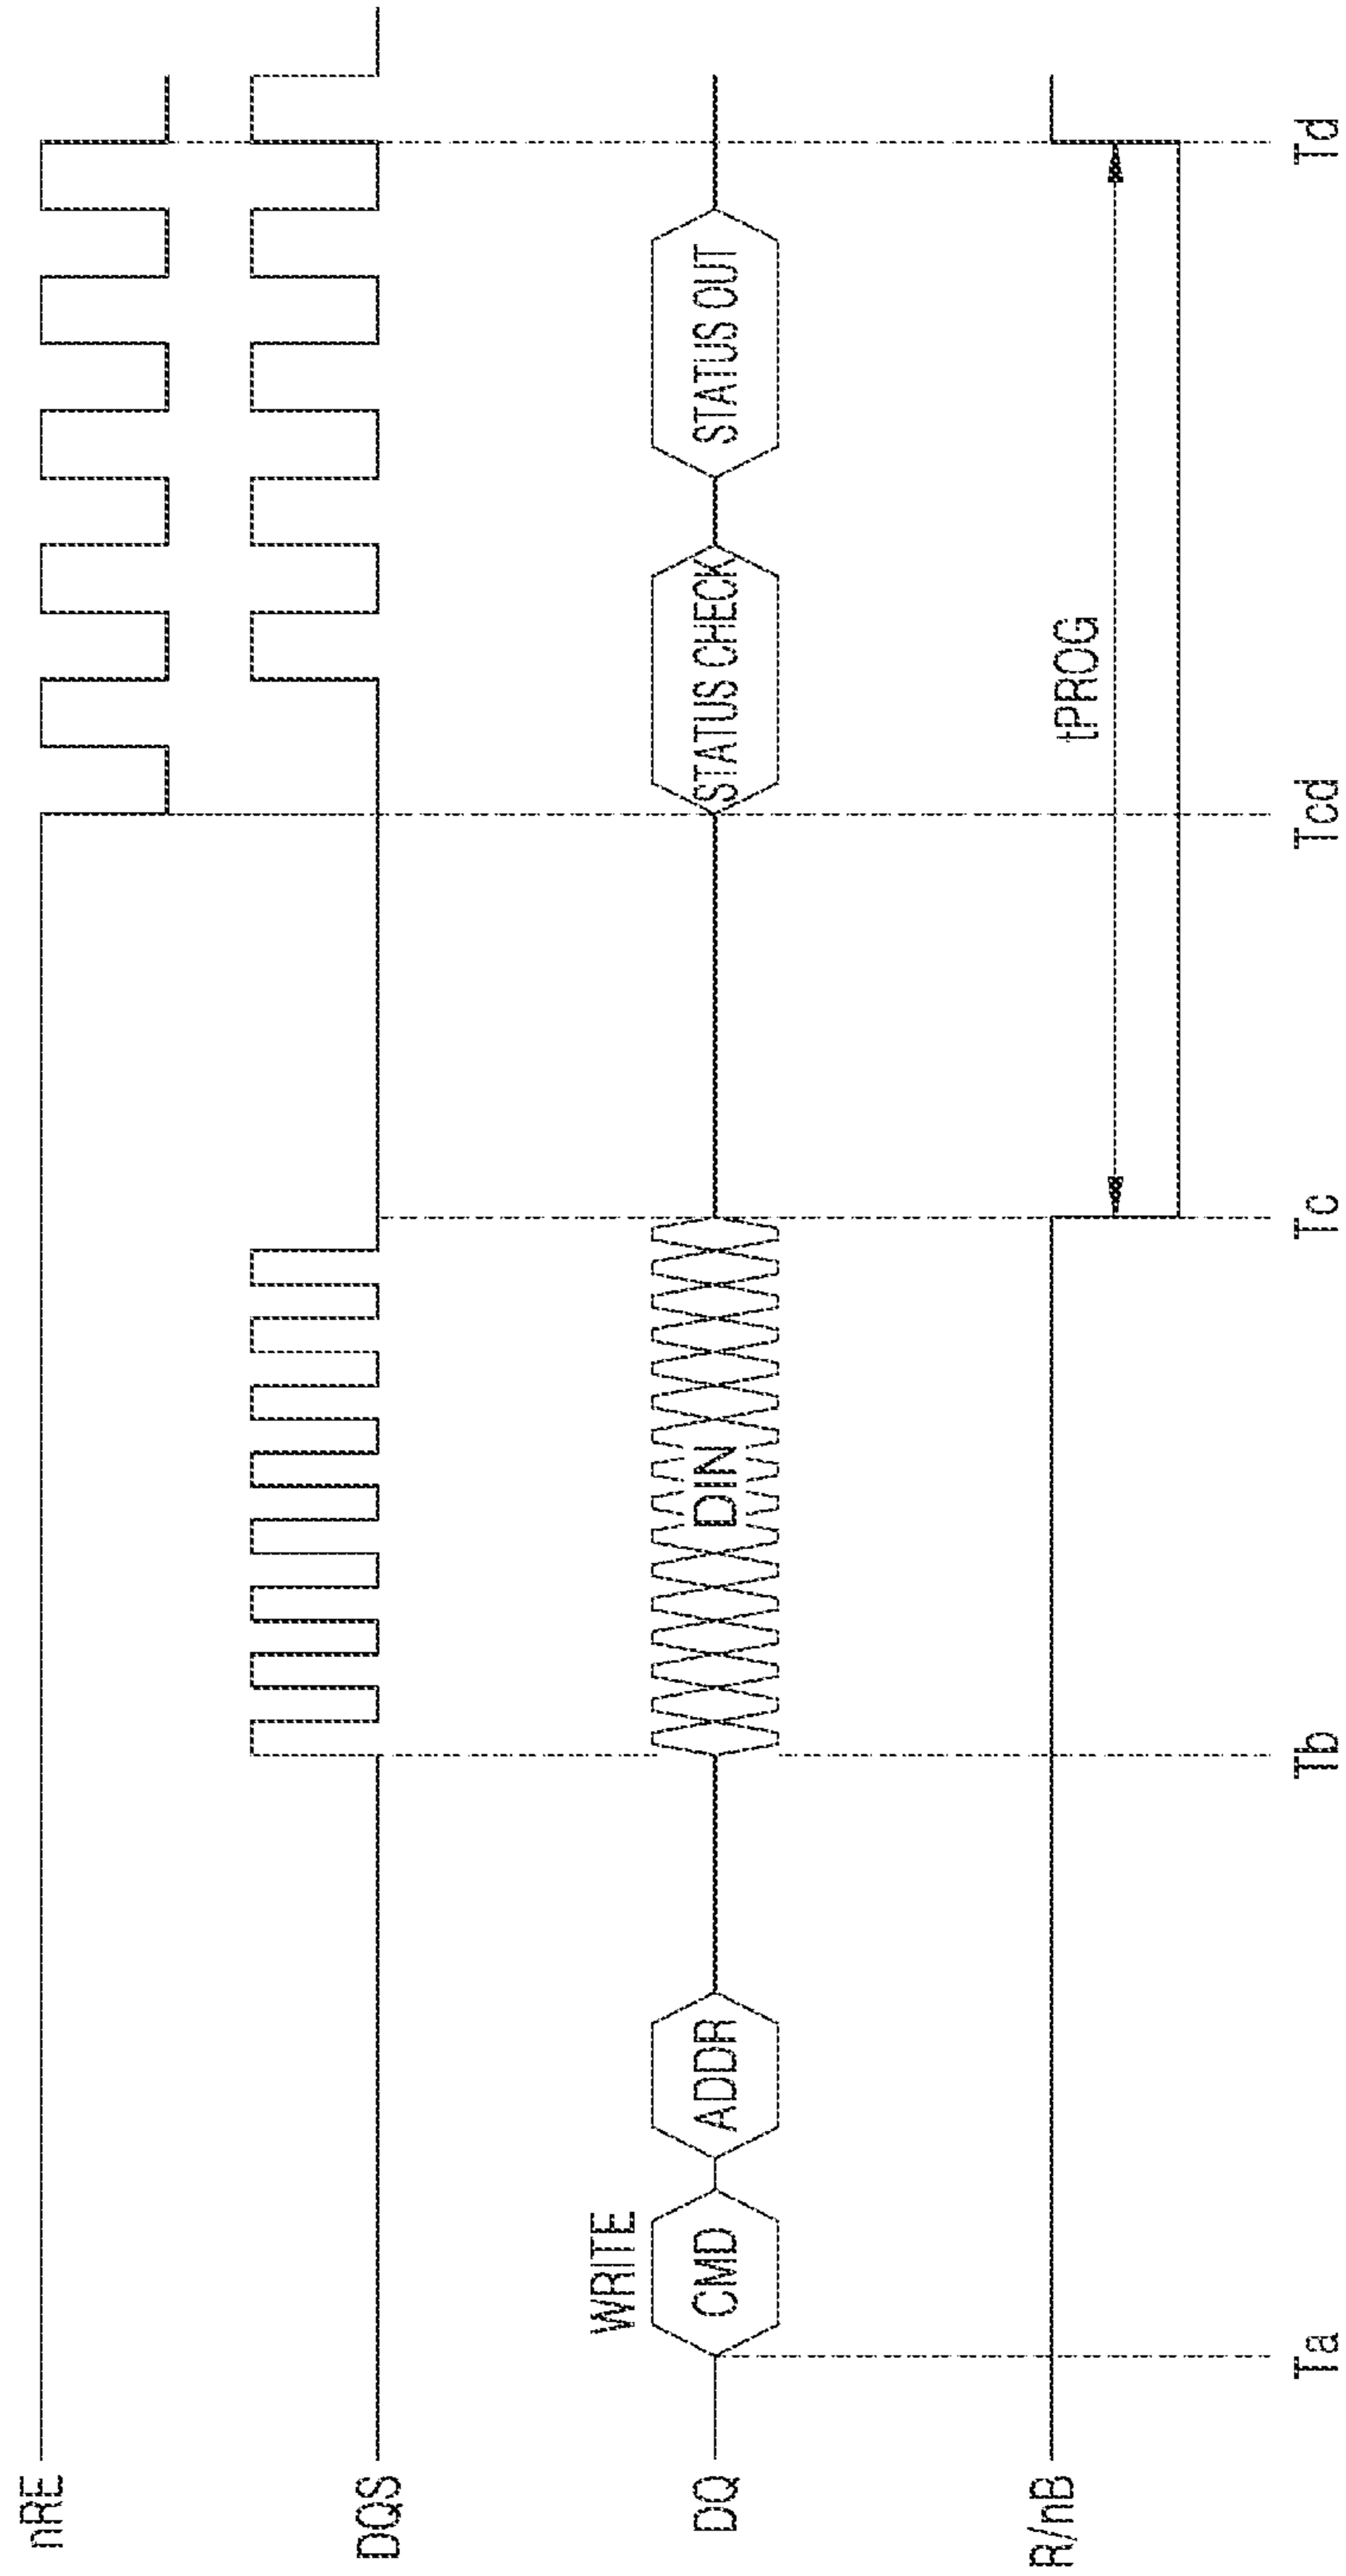 nRE
DQS
WRITE
DQ
CMD
ADDR
DIN
STATUS CHECK
STATUS OUT
R/nB
tPROG
Ta
Tb
Tc
Tcd
Td